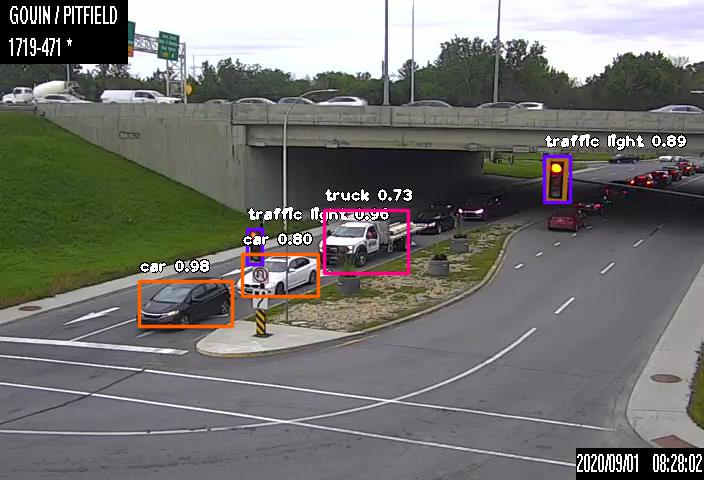 GOUIN / PITFIELD
1719-471 *
traffic light 0.89
truck 0.73
traffic light 0.96
car 0.80
car 0.98
2020/09/01 08:28:02